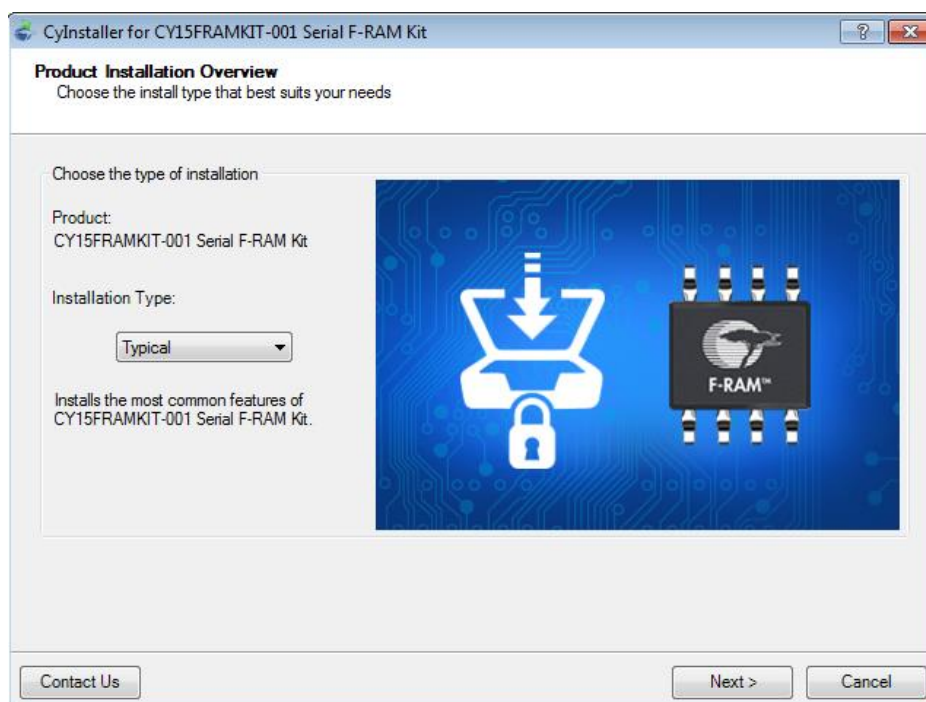 CyInstaller for CY15FRAMKIT-001 Serial F-RAM Kit
Product Installation Overview
Choose the install type that best suits your needs
Choose the type of installation
Product:
CY15FRAMKIT-001 Serial F-RAM Kit
Installation Type:
Typical
Installs the most common features of
CY15FRAMKIT-001 Serial F-RAM Kit.
F-RAM™
Contact Us
Next >
Cancel